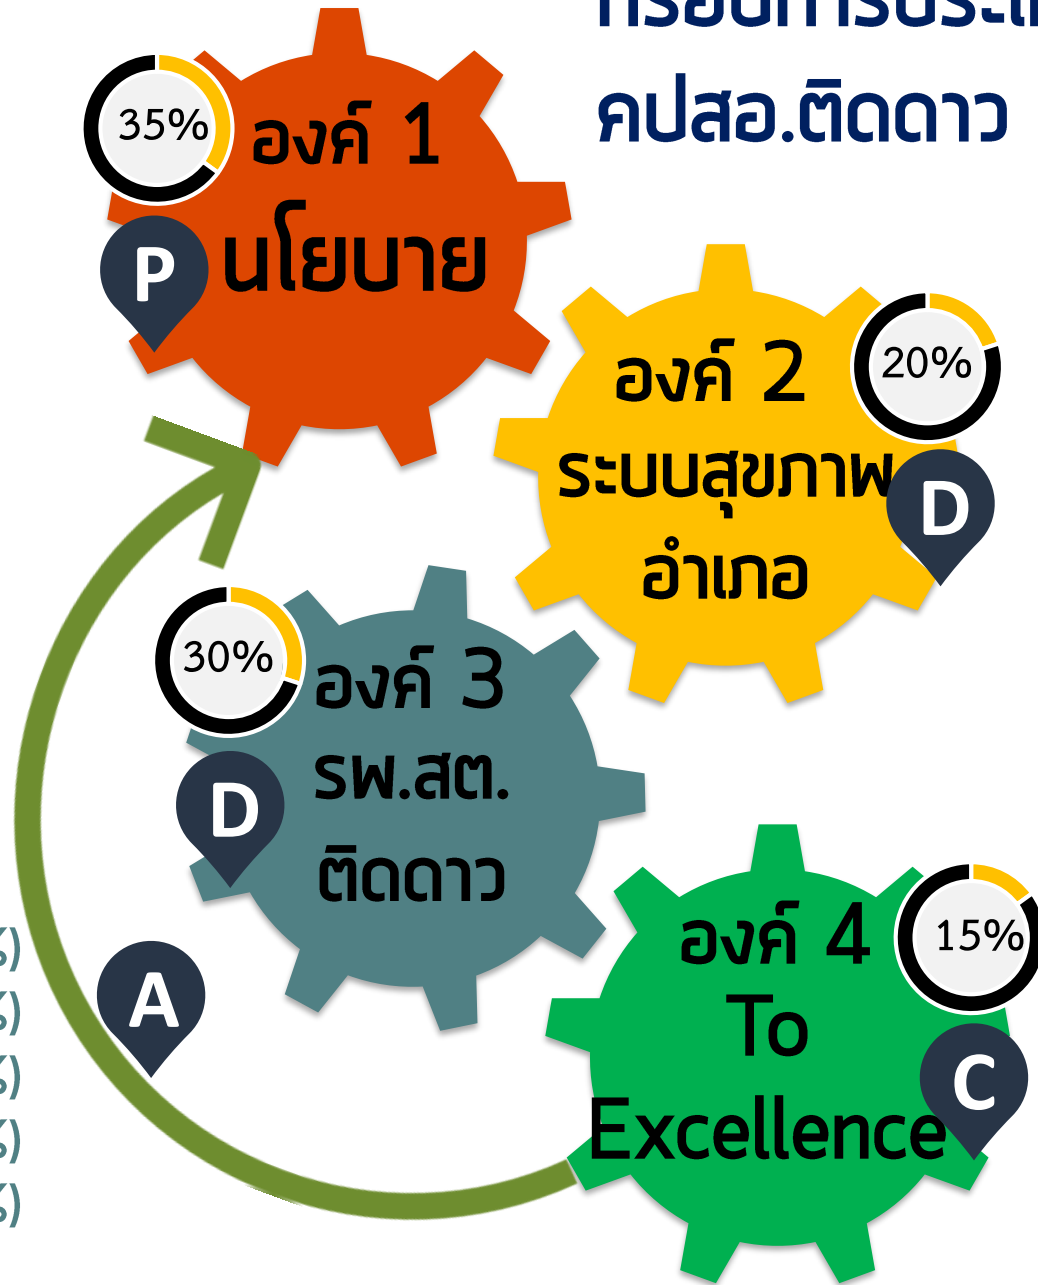 คปสอ.ติดดาว
35%
องค์ 1
นโยบาย
P
องค์ 2
ระบบสุขภาพ
อำเภอ
20%
D
30%
องค์ 3
รพ.สต.
ติดดาว
D
A
องค์ 4
To
Excellence
15%
C